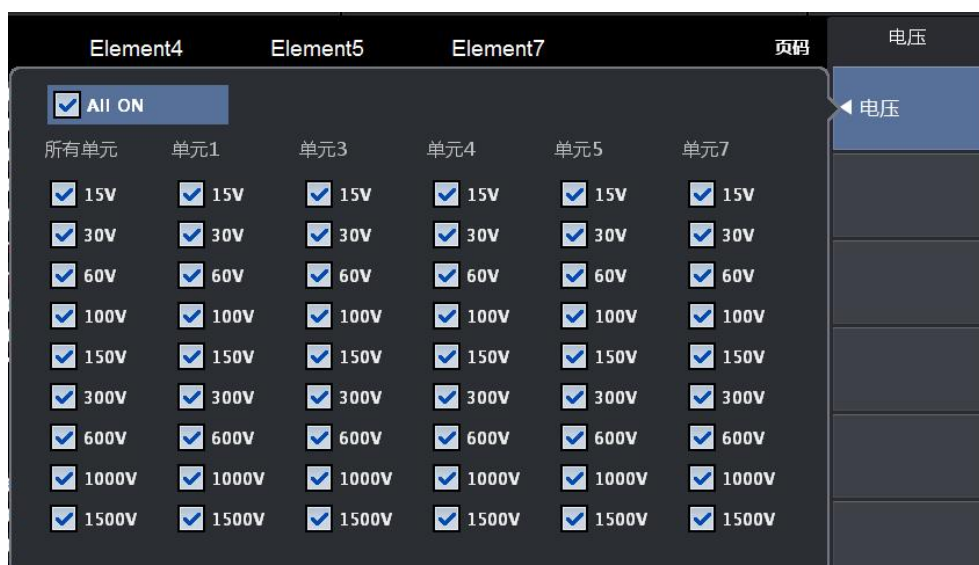 Element4 Element5 Element7 页码 电压
All ON
电压
所有单元 单元1 单元3 单元4 单元5 单元7
15V 15V 15V 15V 15V 15V
30V 30V 30V 30V 30V 30V
60V 60V 60V 60V 60V 60V
100V 100V 100V 100V 100V 100V
150V 150V 150V 150V 150V 150V
300V 300V 300V 300V 300V 300V
600V 600V 600V 600V 600V 600V
1000V 1000V 1000V 1000V 1000V 1000V
1500V 1500V 1500V 1500V 1500V 1500V